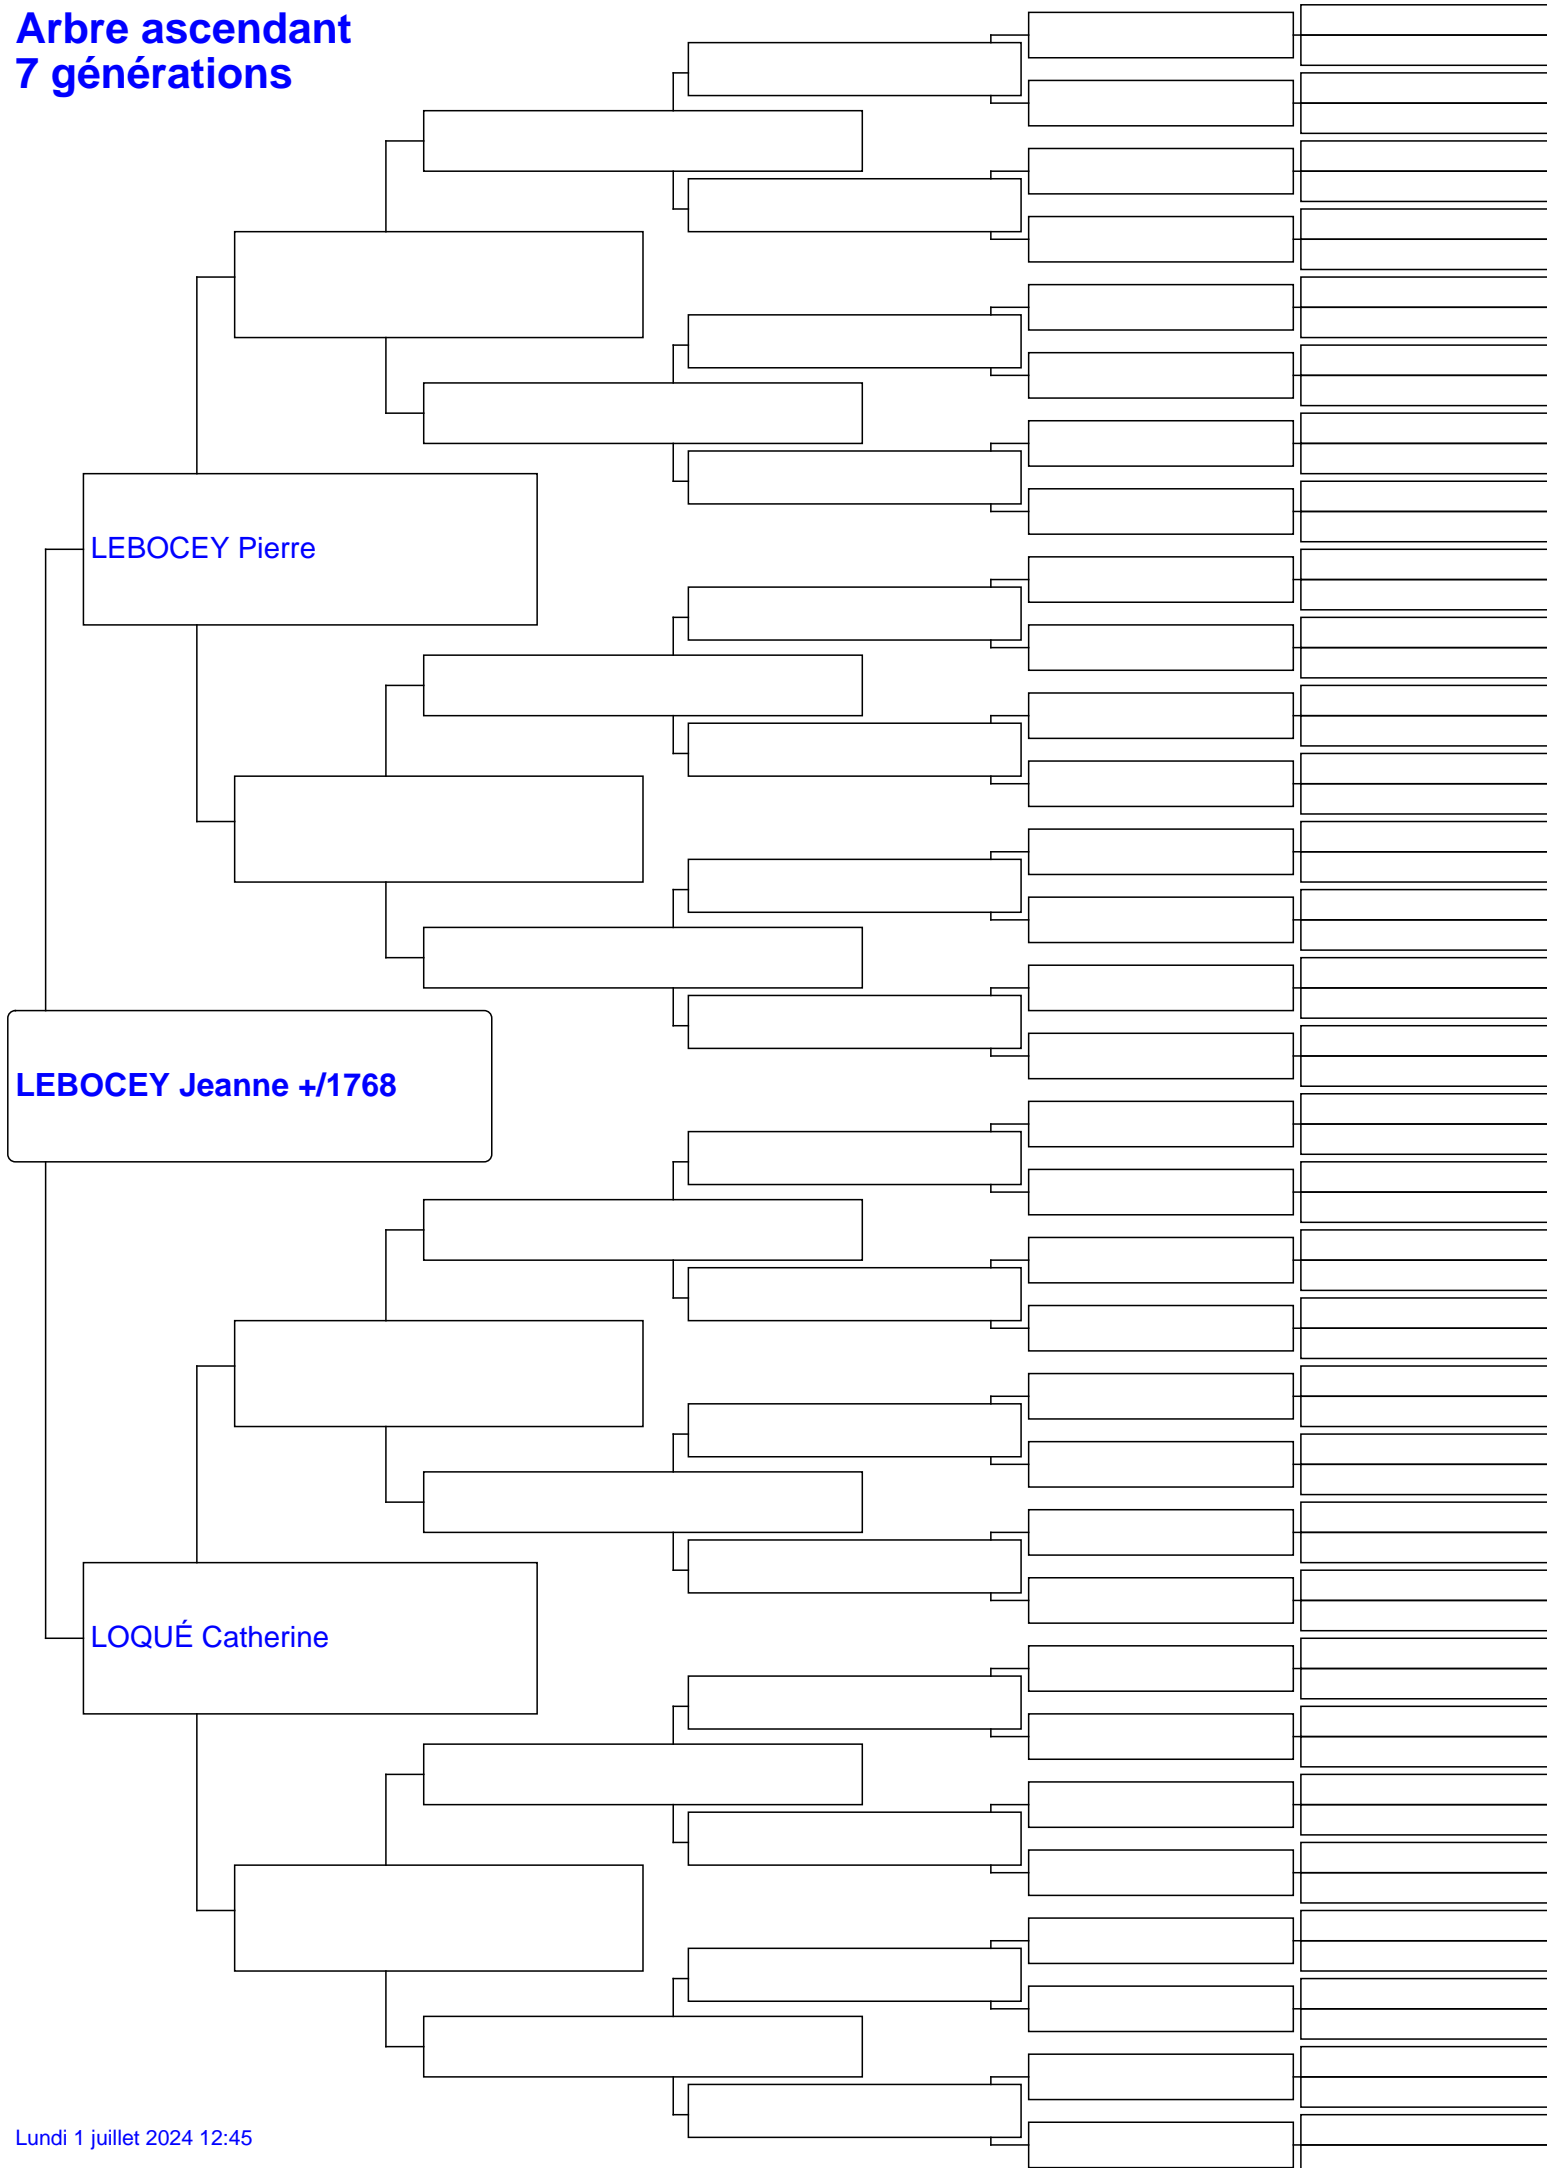 Arbre ascendant
7 générations
LEBOCEY Pierre
LEBOCEY Jeanne +/1768
LOQUÉ Catherine
Lundi 1 juillet 2024 12:45